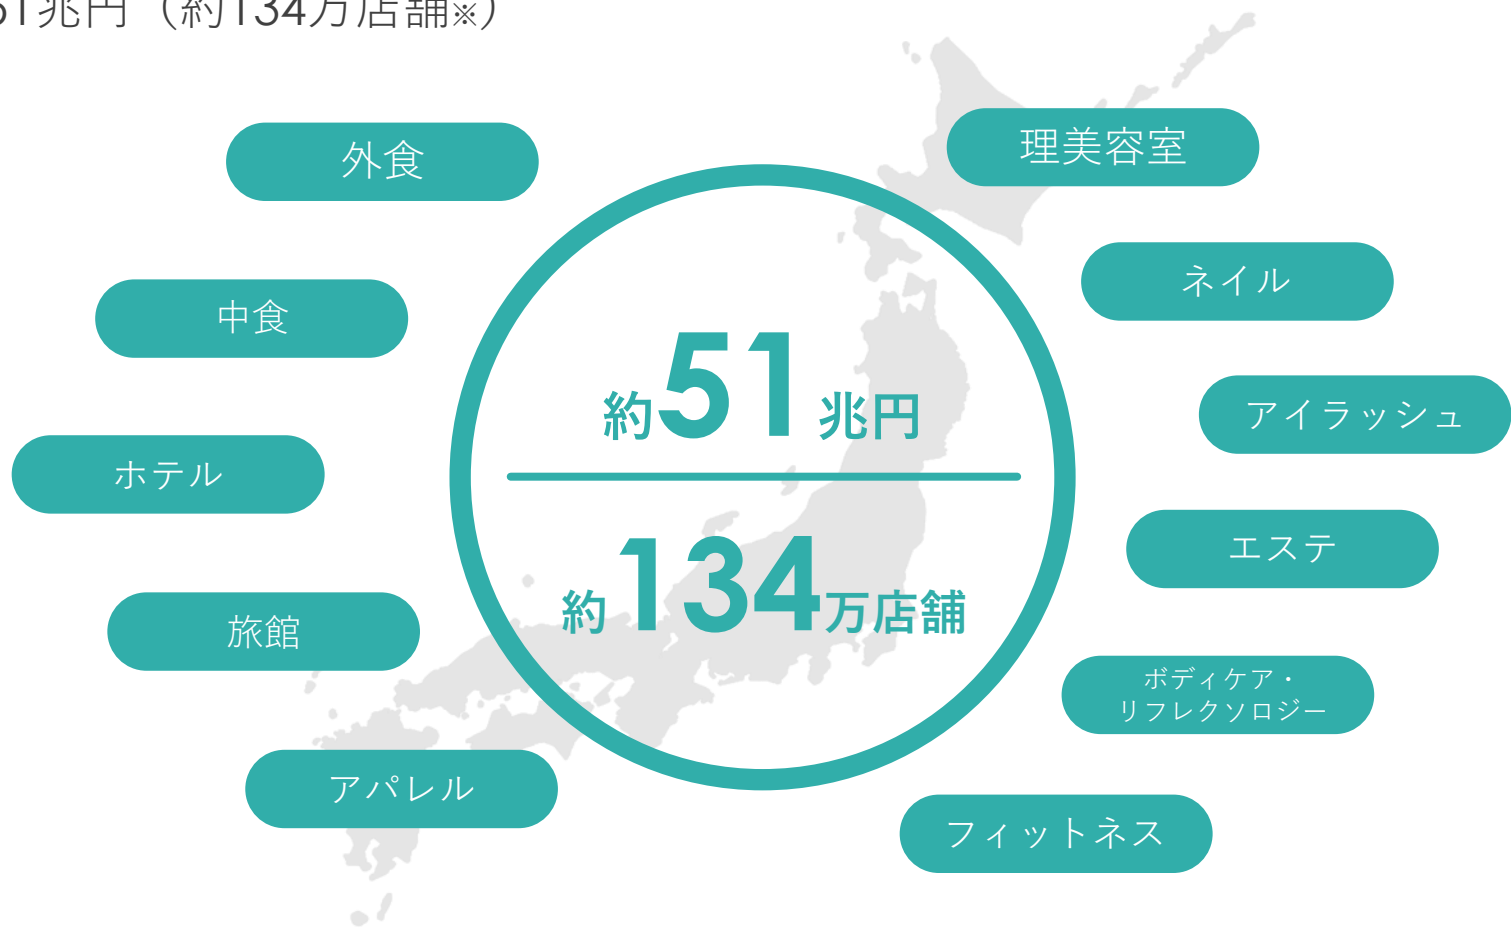 51兆円（約134万店舗※）
外食
理美容室
中食
ネイル
約51兆円
アイラッシュ
ホテル
エステ
約134万店舗
旅館
ボディケア・
リフレクソロジー
アパレル
フィットネス